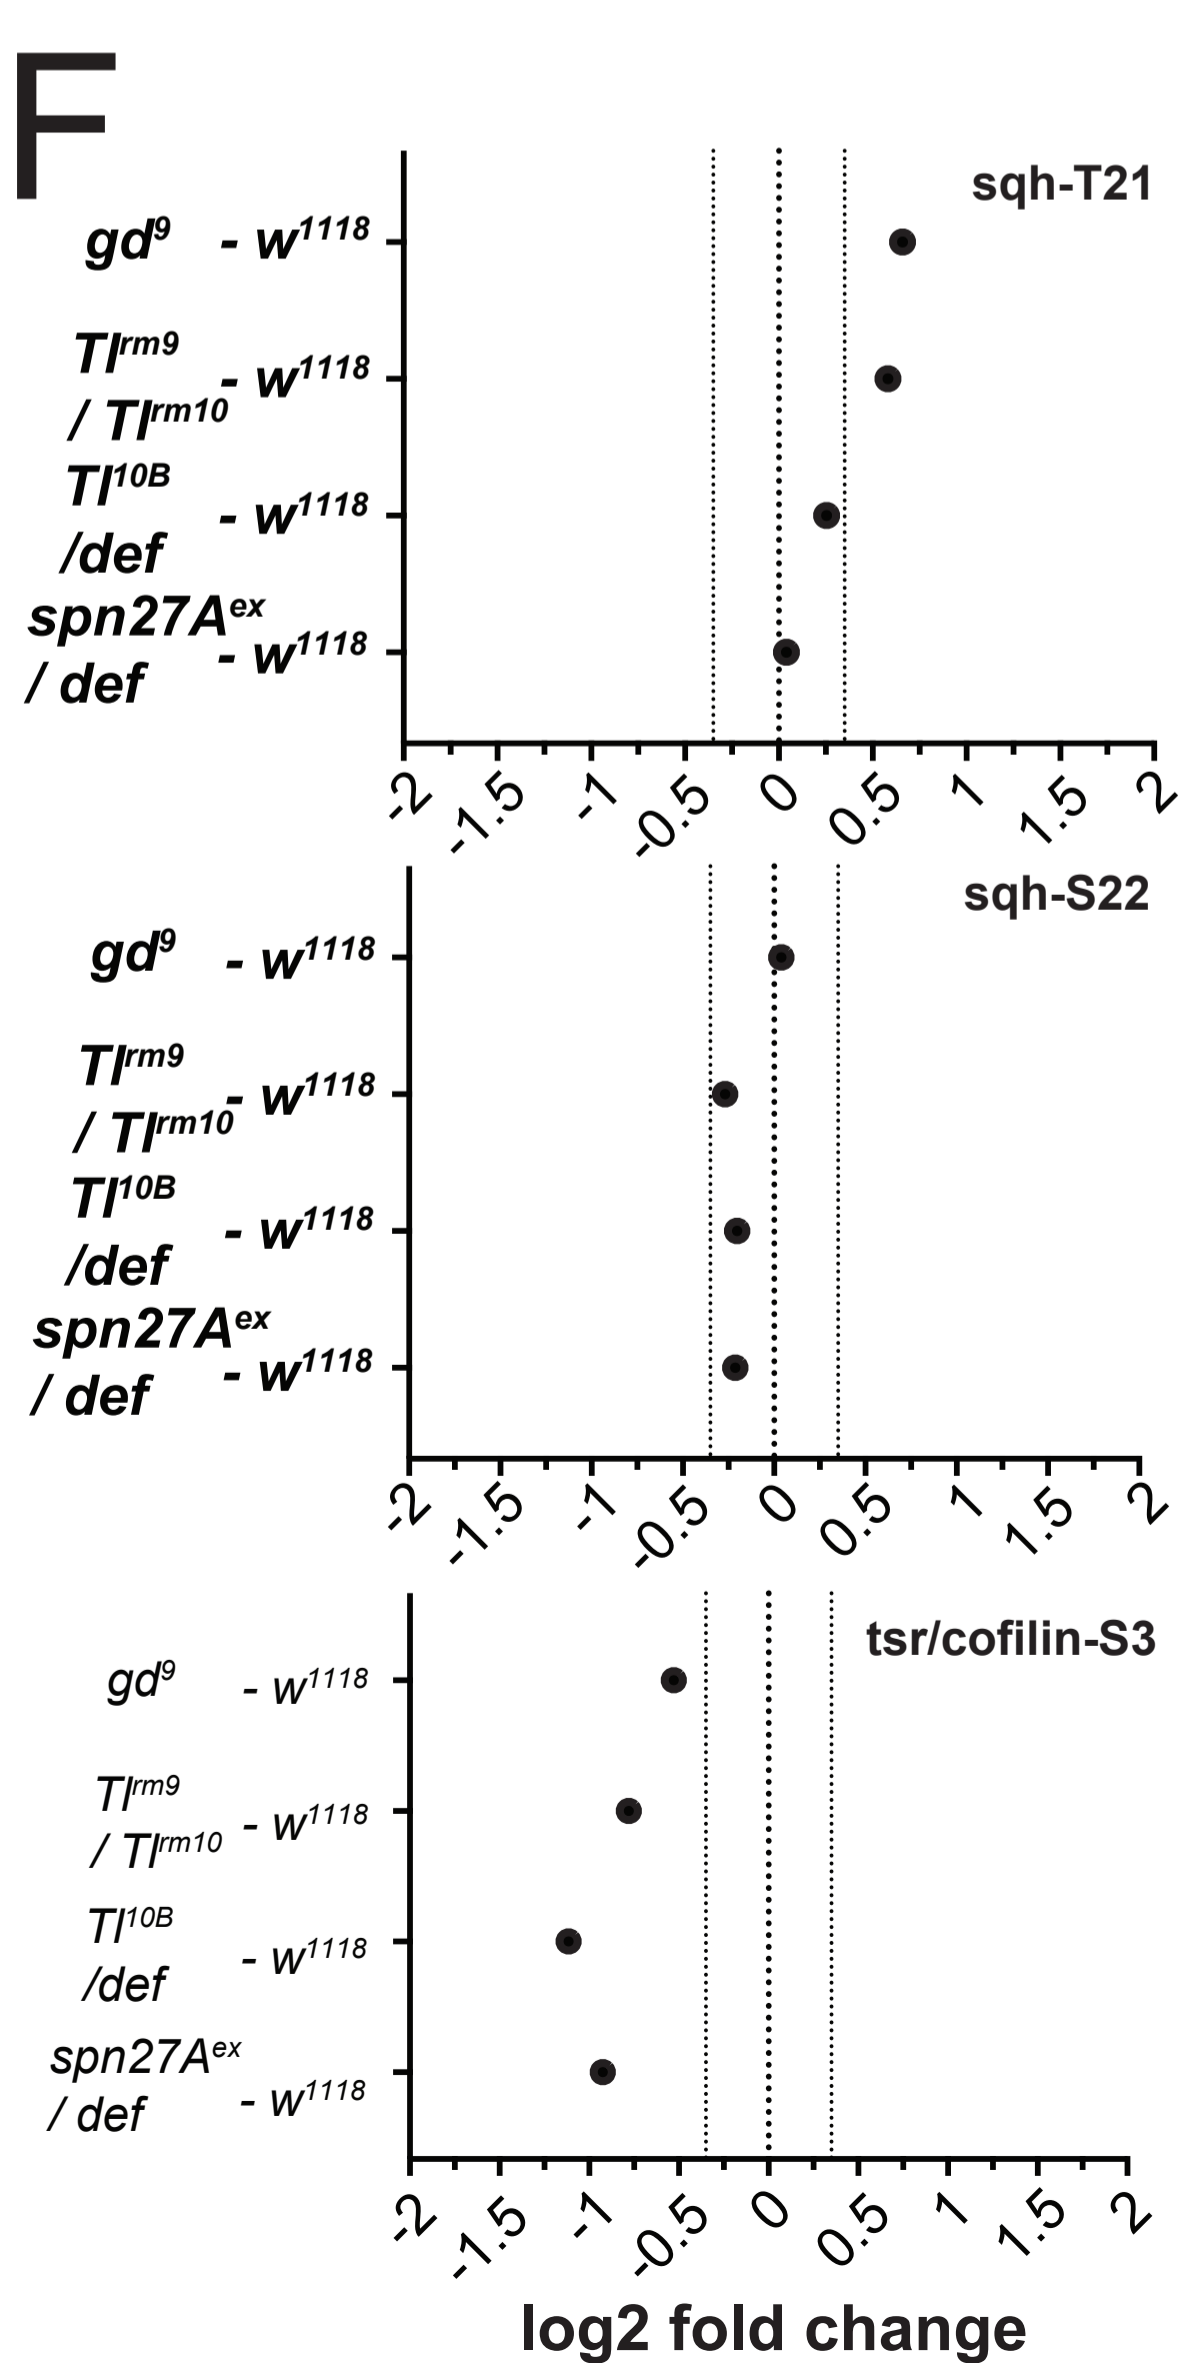 F
sqh-T21
gd9 - w1118
Tlrm9
/ Tlrm10 - w1118
Tl10B
/def - w1118
spn27Aex
/ def - w1118
-2 -1.5 -1 -0.5 0 0.5 1 1.5 2
sqh-S22
gd9 - w1118
Tlrm9
/ Tlrm10 - w1118
Tl10B
/def - w1118
spn27Aex
/ def - w1118
-2 -1.5 -1 -0.5 0 0.5 1 1.5 2
tsr/cofilin-S3
gd9 - w1118
Tlrm9
/ Tlrm10 - w1118
Tl10B
/def - w1118
spn27Aex
/ def - w1118
-2 -1.5 -1 -0.5 0 0.5 1 1.5 2
log2 fold change